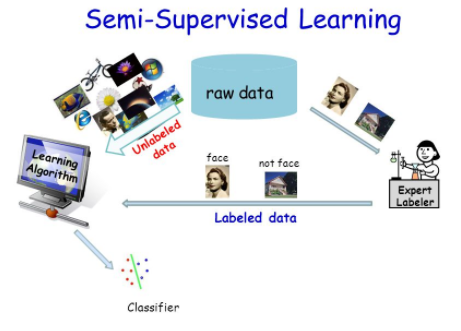 Semi-Supervised Learning
raw data
Unlabeled
data
Learning
Algorithm
face
not face
Expert
Labeler
Labeled data
Classifier